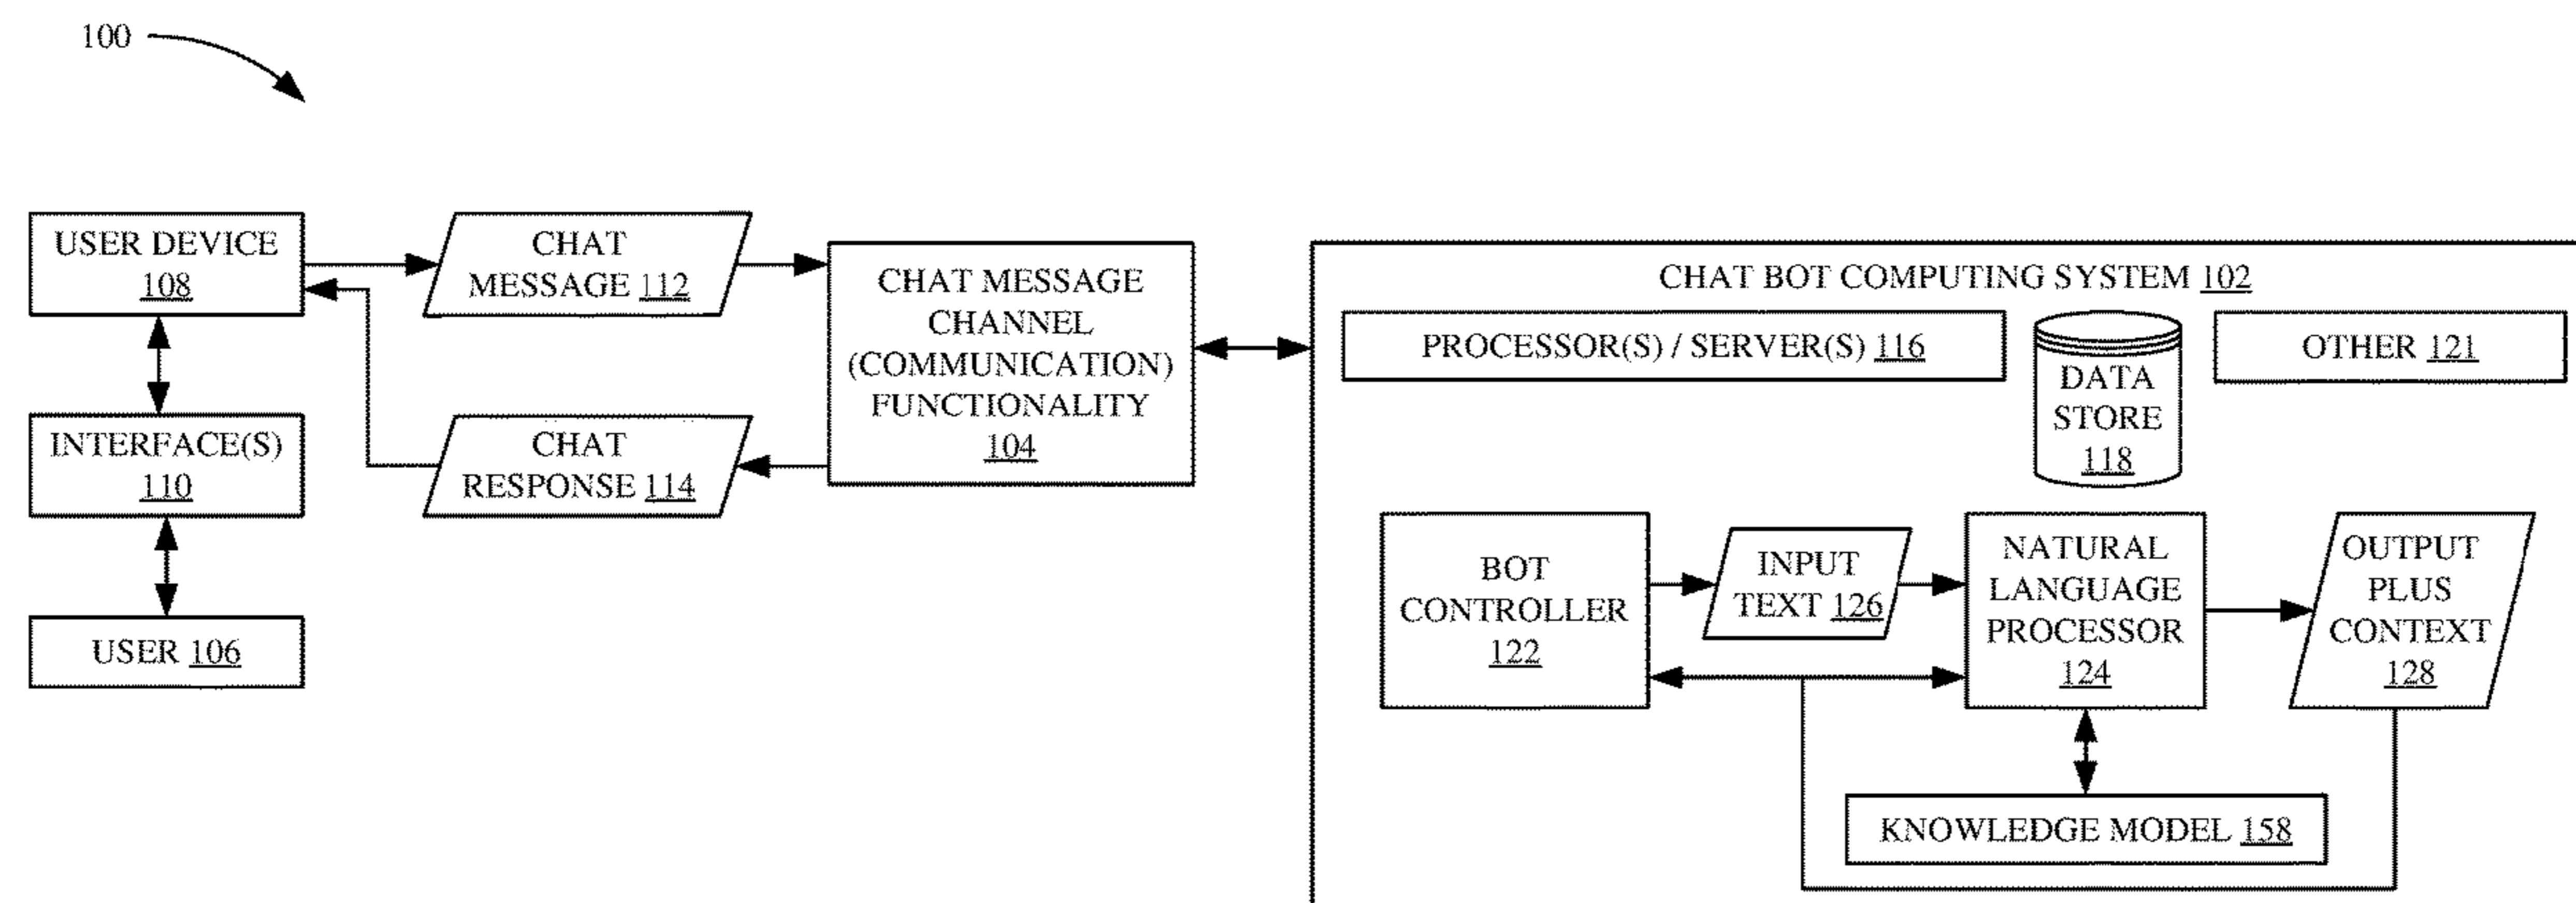 100
USER DEVICE
108
INTERFACE(S)
110
USER 106
CHAT
MESSAGE 112
CHAT
RESPONSE 114
CHAT MESSAGE
CHANNEL
(COMMUNICATION)
FUNCTIONALITY
104
CHAT BOT COMPUTING SYSTEM 102
PROCESSOR(S) / SERVER(S) 116
DATA
STORE
118
OTHER 121
BOT
CONTROLLER
122
INPUT
TEXT 126
NATURAL
LANGUAGE
PROCESSOR
124
OUTPUT
PLUS
CONTEXT
128
KNOWLEDGE MODEL 158